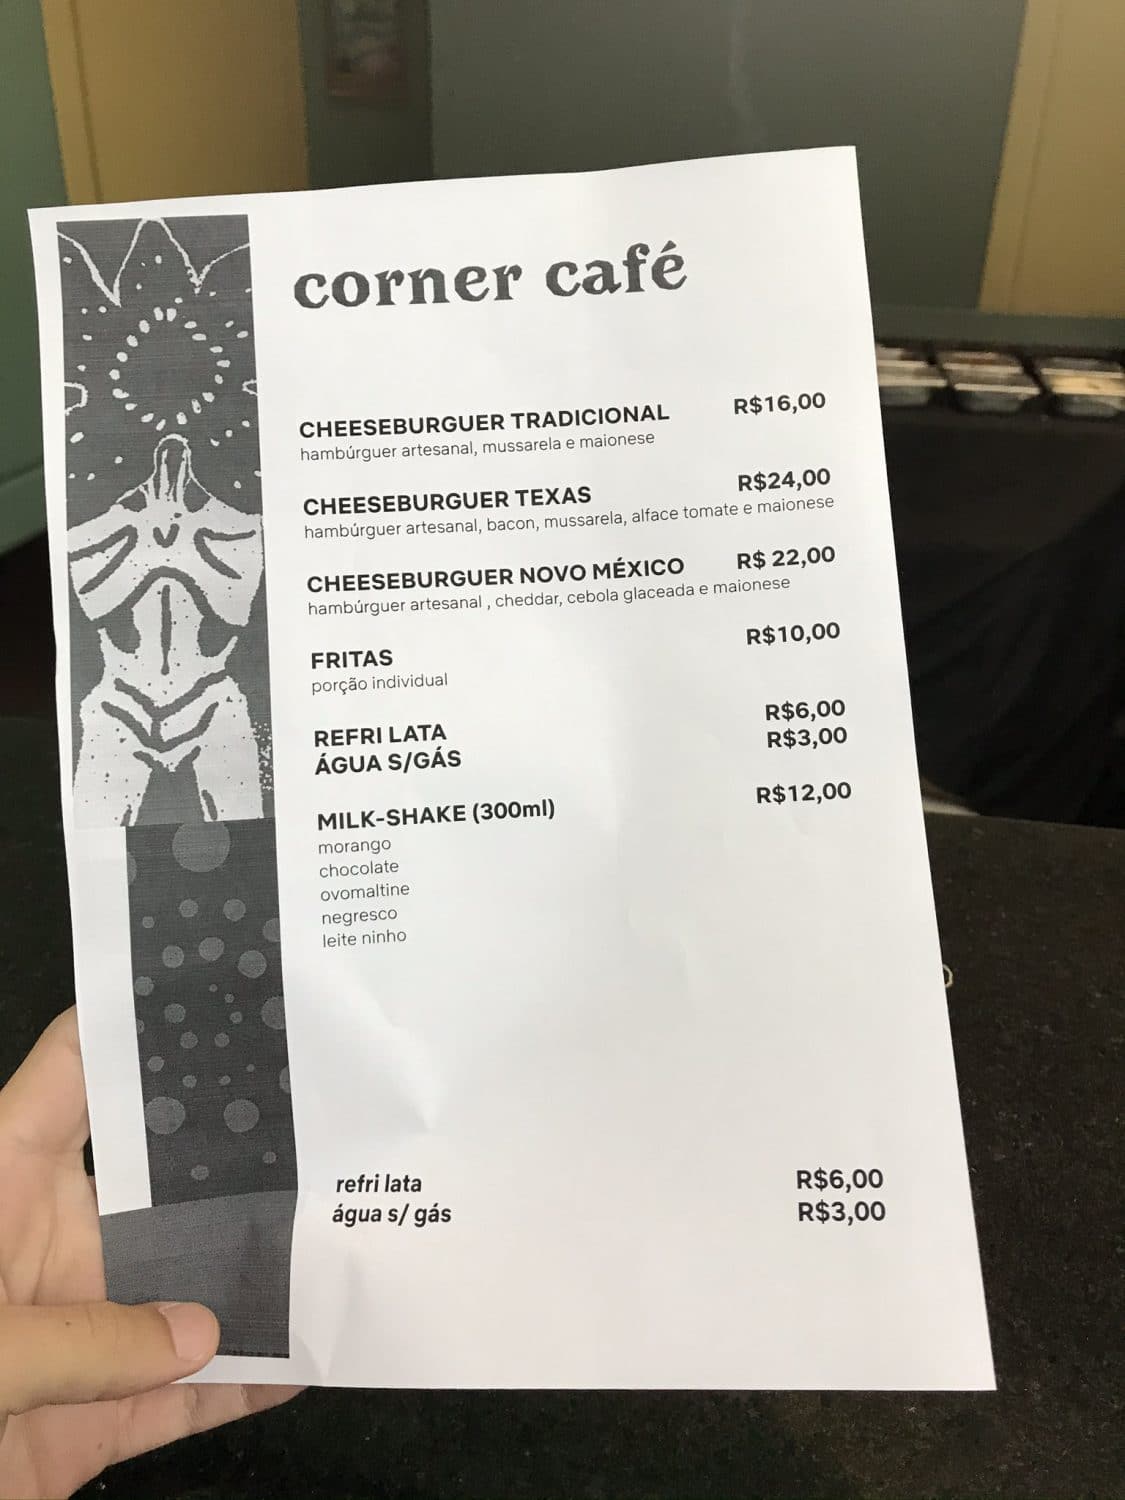 corner café
CHEESEBURGUER TRADICIONAL R$16,00
hambúrguer artesanal, mussarela e maionese
CHEESEBURGUER TEXAS R$24,00
hambúrguer artesanal, bacon, mussarela, alface tomate e maionese
CHEESEBURGUER NOVO MÉXICO R$ 22,00
hambúrguer artesanal , cheddar, cebola glaceada e maionese
FRITAS R$10,00
porção individual
REFRI LATA R$6,00
ÁGUA S/GÁS R$3,00
MILK-SHAKE (300ml) R$12,00
morango
chocolate
ovomaltine
negresco
leite ninho
refri lata R$6,00
água s/ gás R$3,00